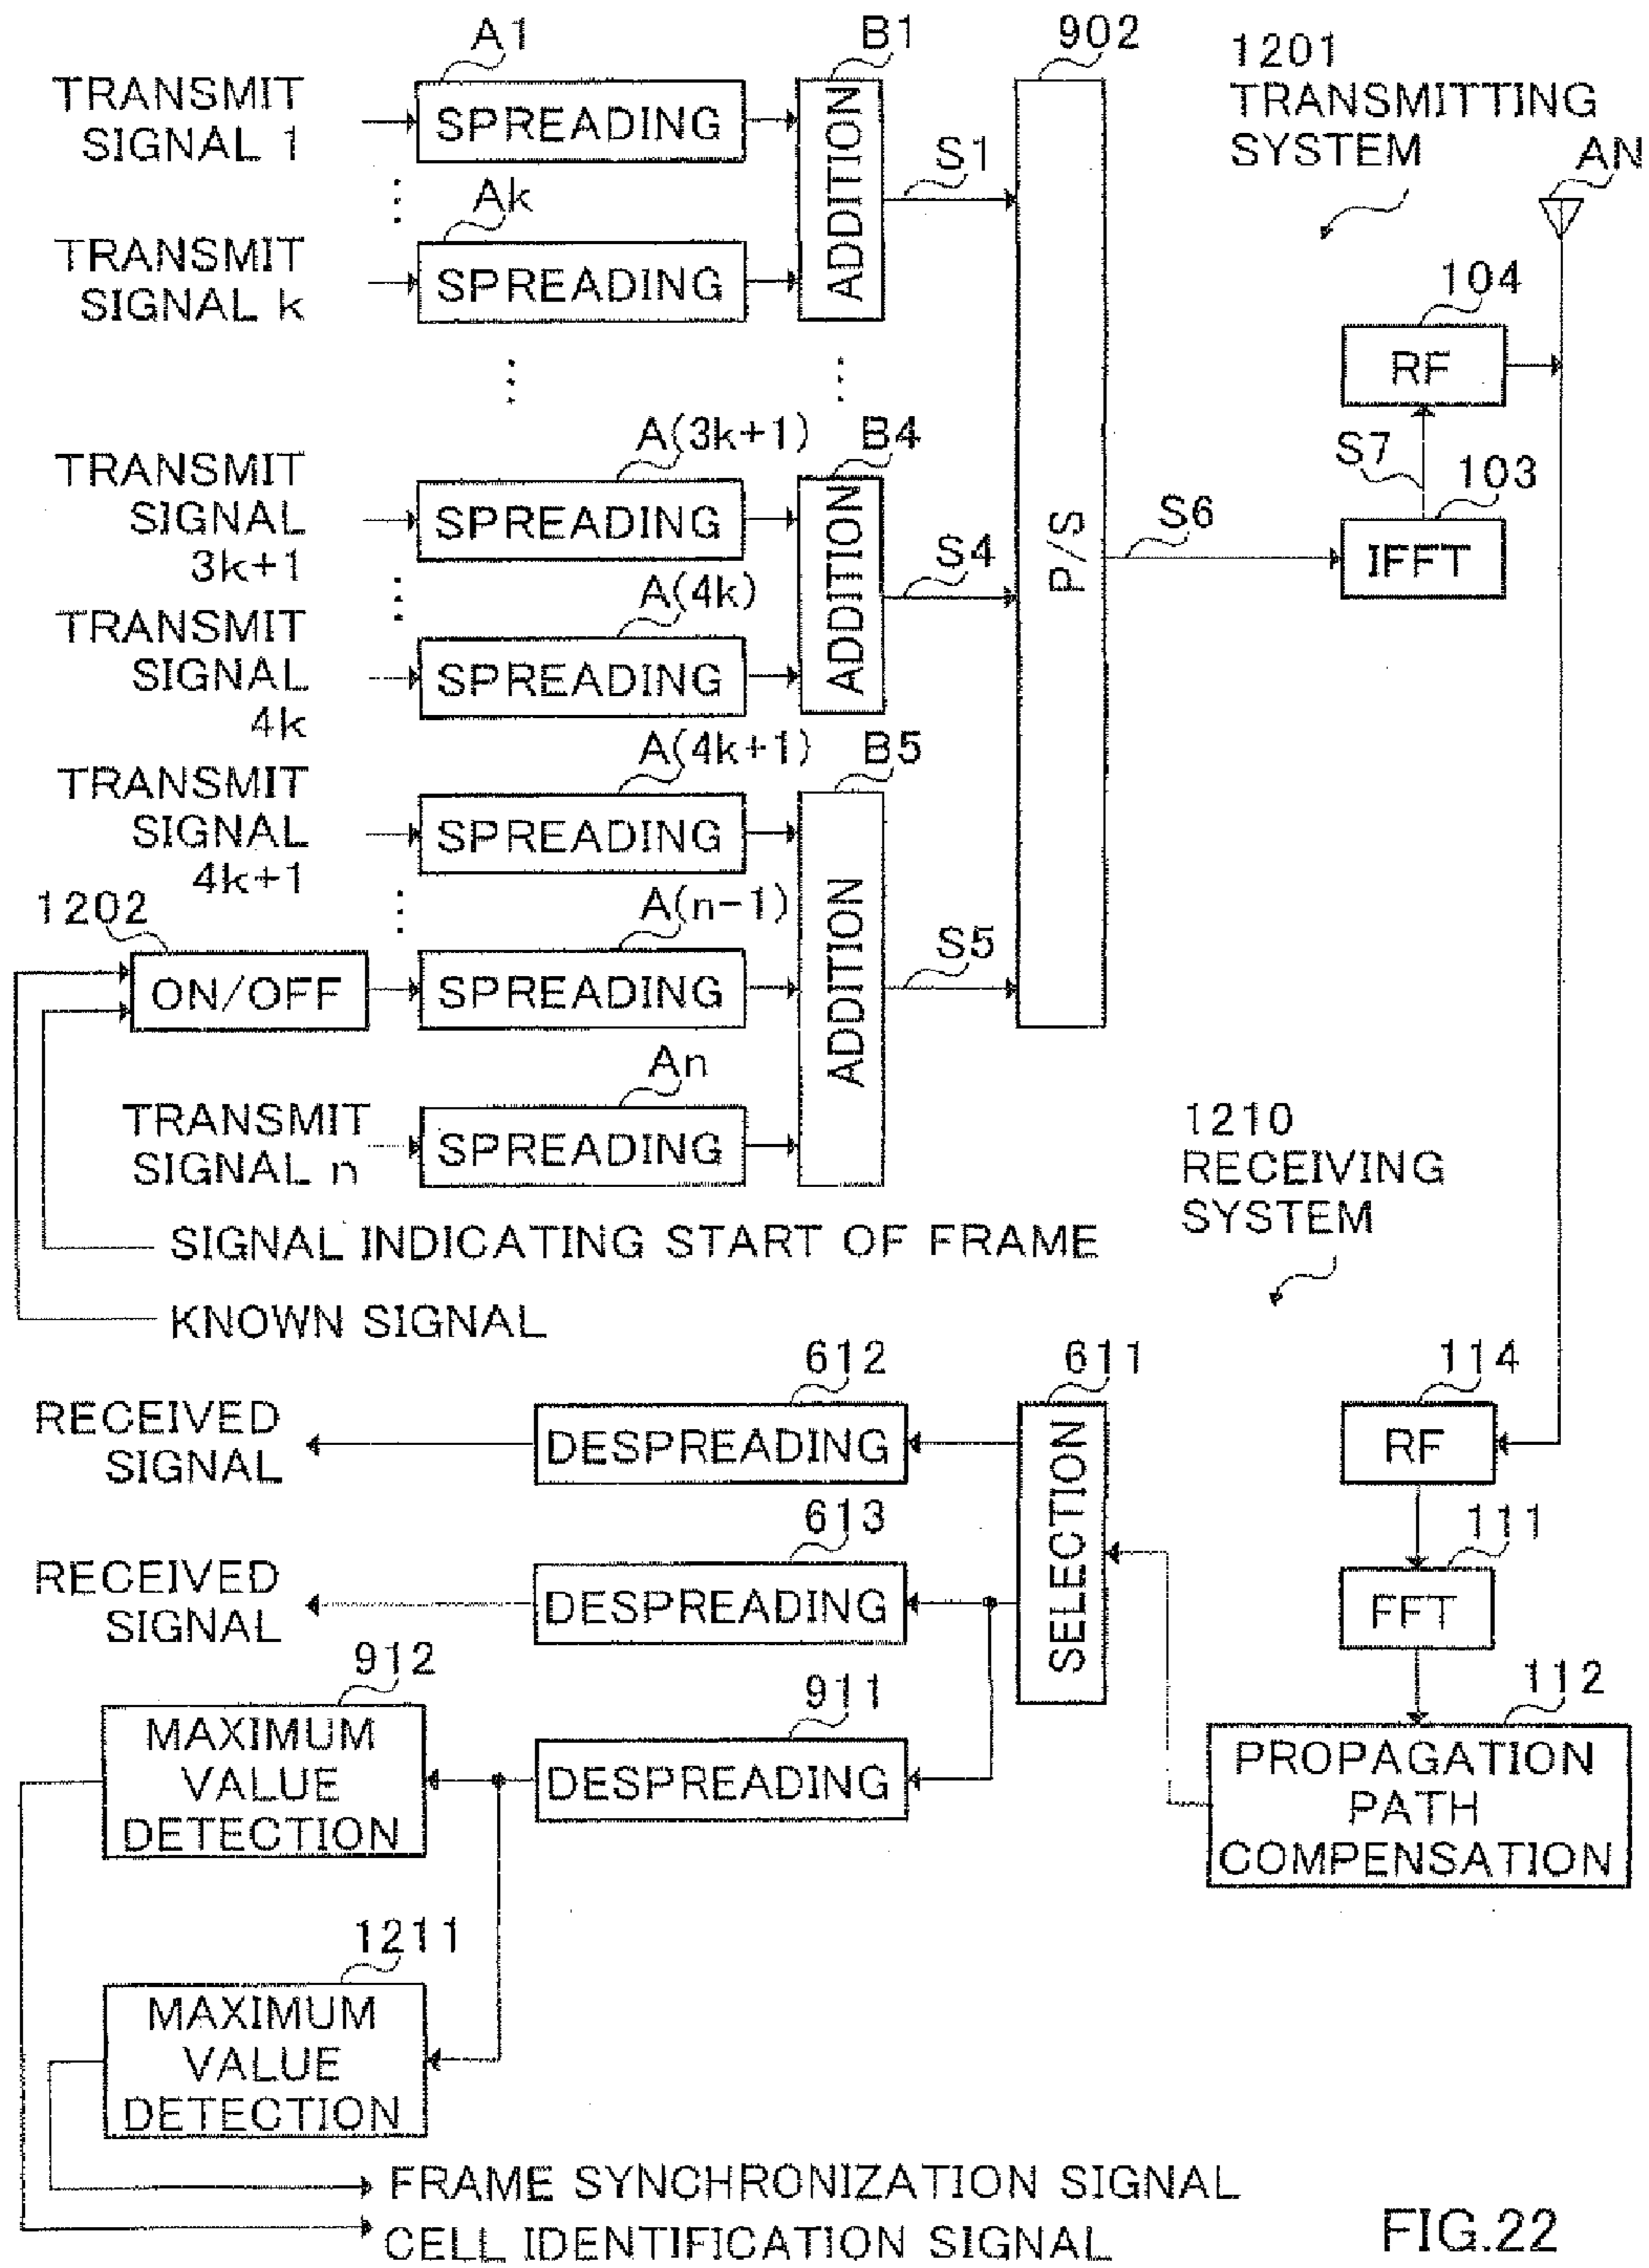 A1
B1
902
1201
TRANSMITTING
SYSTEM
AN
TRANSMIT
SIGNAL 1
SPREADING
ADDITION
S1
Ak
TRANSMIT
SIGNAL k
SPREADING
104
RF
A(3k+1)
B4
TRANSMIT
SIGNAL
3k+1
SPREADING
ADDITION
S4
P/S
S6
S7
103
IFFT
A(4k)
TRANSMIT
SIGNAL
4k
SPREADING
A(4k+1)
B5
TRANSMIT
SIGNAL
4k+1
SPREADING
ADDITION
1202
A(n-1)
ON/OFF
SPREADING
S5
An
TRANSMIT
SIGNAL n
SPREADING
1210
RECEIVING
SYSTEM
SIGNAL INDICATING START OF FRAME
KNOWN SIGNAL
612
611
114
RECEIVED
SIGNAL
DESPREADING
SELECTION
RF
613
111
RECEIVED
SIGNAL
DESPREADING
FFT
912
911
112
MAXIMUM
VALUE
DETECTION
DESPREADING
PROPAGATION
PATH
COMPENSATION
1211
MAXIMUM
VALUE
DETECTION
FRAME SYNCHRONIZATION SIGNAL
CELL IDENTIFICATION SIGNAL
FIG.22